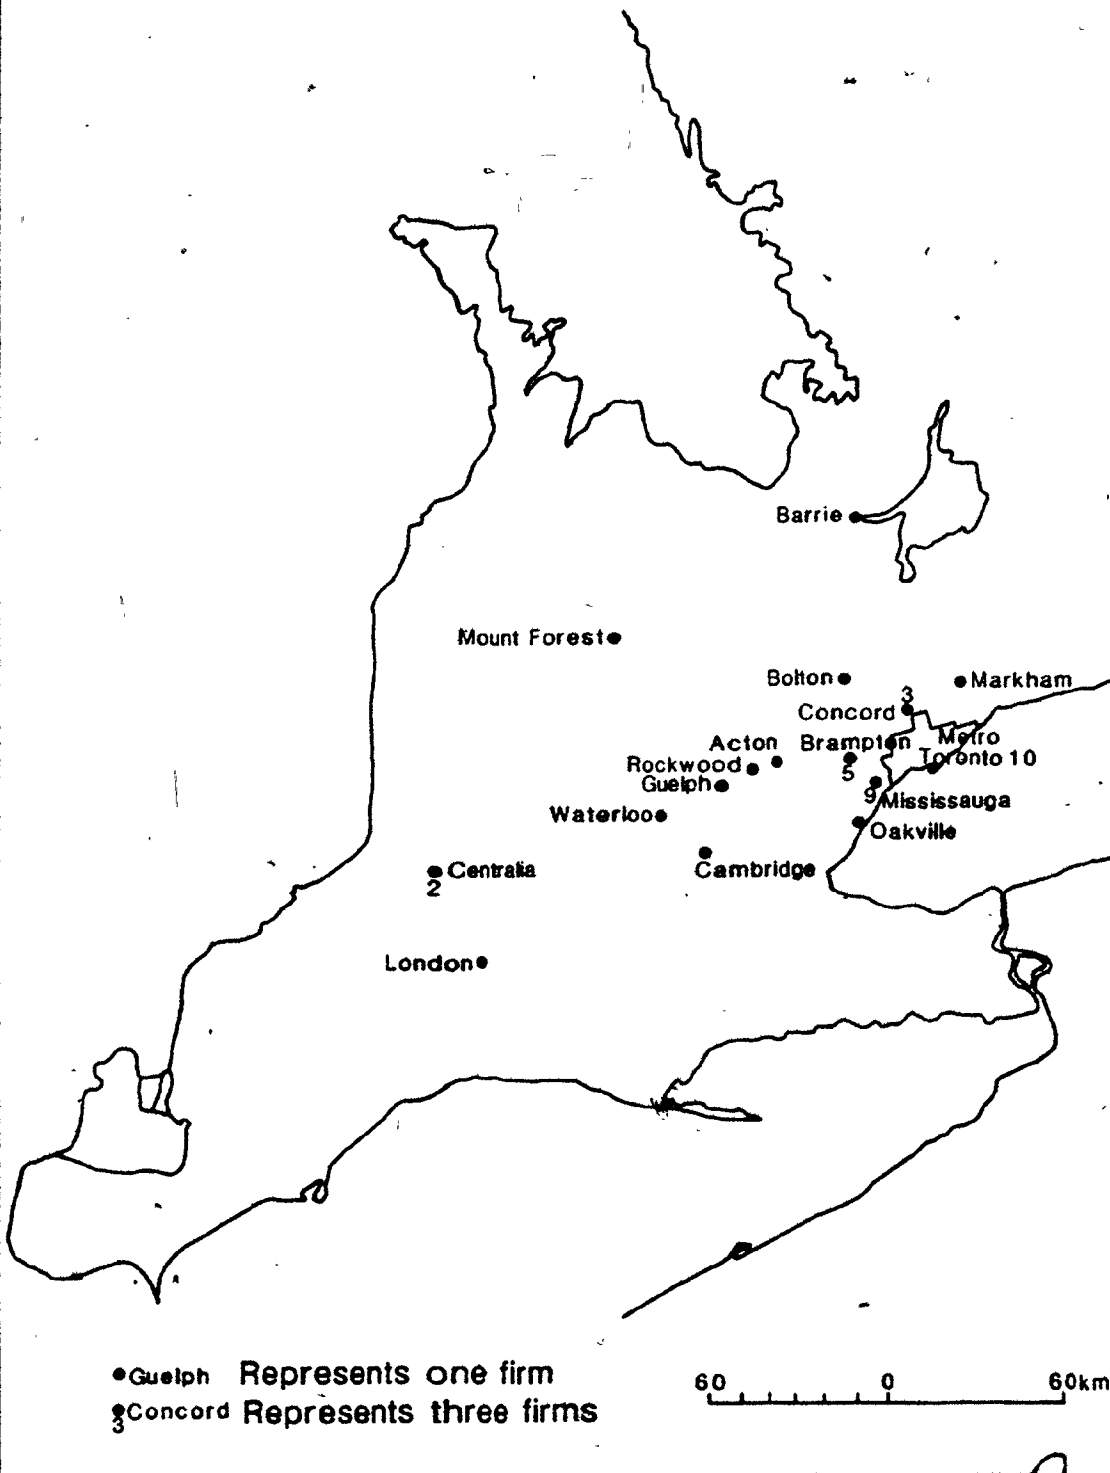 Barrie
Mount Forest
Bolton
Markham
3
Concord
Acton
Brampton
Metro
Rockwood
Toronto 10
5
Guelph
9
Mississauga
Waterloo
Oakville
Cambridge
Centralia
2
London
Guelph Represents one firm
60 0 60km
Concord Represents three firms
3